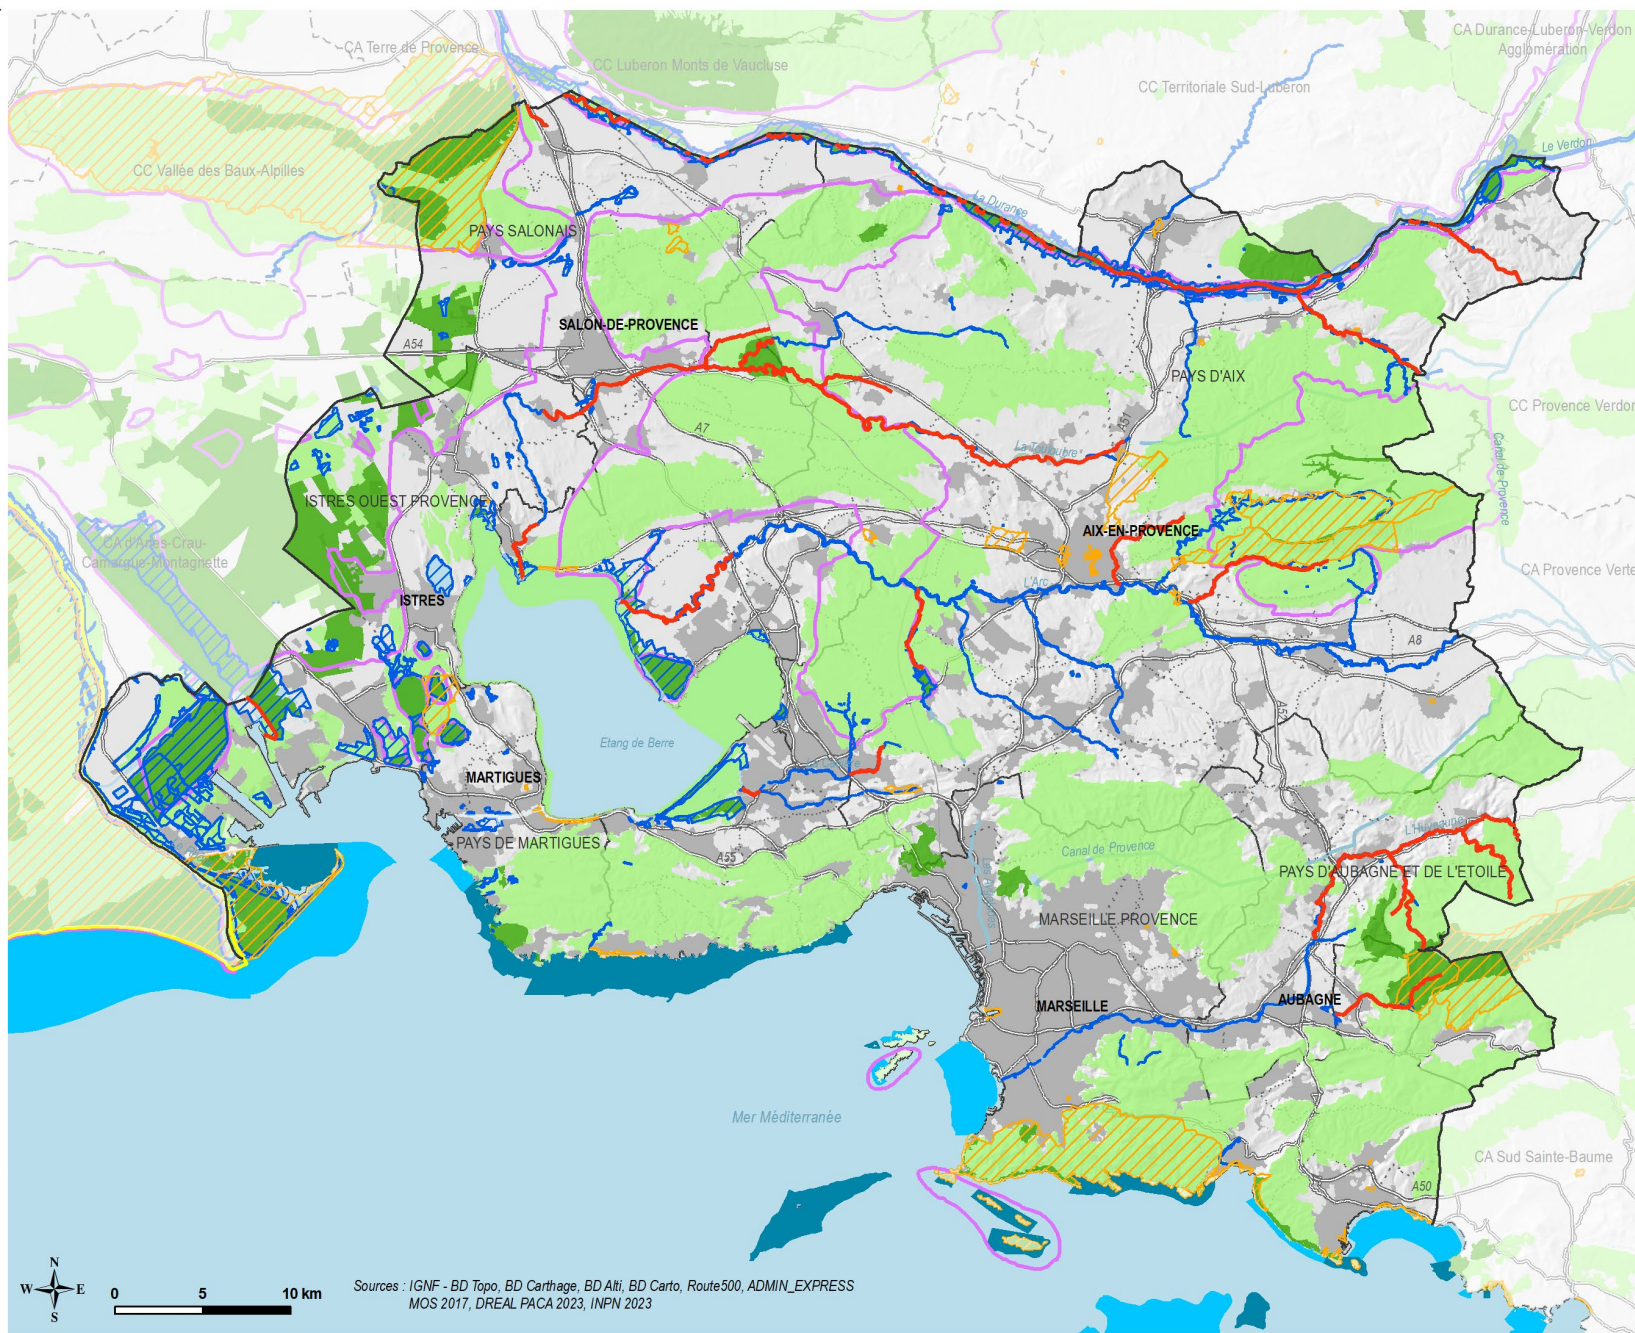 CA Terre de Provence
CC Luberon Monts de Vaucluse
CA Durance-Luberon-Verdon
Agglomération
CC Territoriale Sud-Lubéron
Le Verdon
CC Vallée des Baux-Alpilles
La Durance
PAYS SALONAIS
SALON-DE-PROVENCE
A54
PAYS D'AIX
CC Provence Verdon
A7
A51
La Touloubre
Canal de Provence
ISTRES OUEST PROVENCE
AIX-EN-PROVENCE
CA d'Arles-Crau-
Camargue-Montagnette
CA Provence Verte
L'Arc
ISTRES
A8
A52
Etang de Berre
MARTIGUES
L'Huveaune
PAYS DE MARTIGUES
A55
Canal de Provence
PAYS D'AUBAGNE ET DE L'ETOILE
MARSEILLE PROVENCE
MARSEILLE
AUBAGNE
Mer Méditerranée
CA Sud Sainte-Baume
A50
N
W E
S
0 5 10 km
Sources : IGNF - BD Topo, BD Carthage, BD Alti, BD Carto, Route500, ADMIN_EXPRESS
MOS 2017, DREAL PACA 2023, INPN 2023